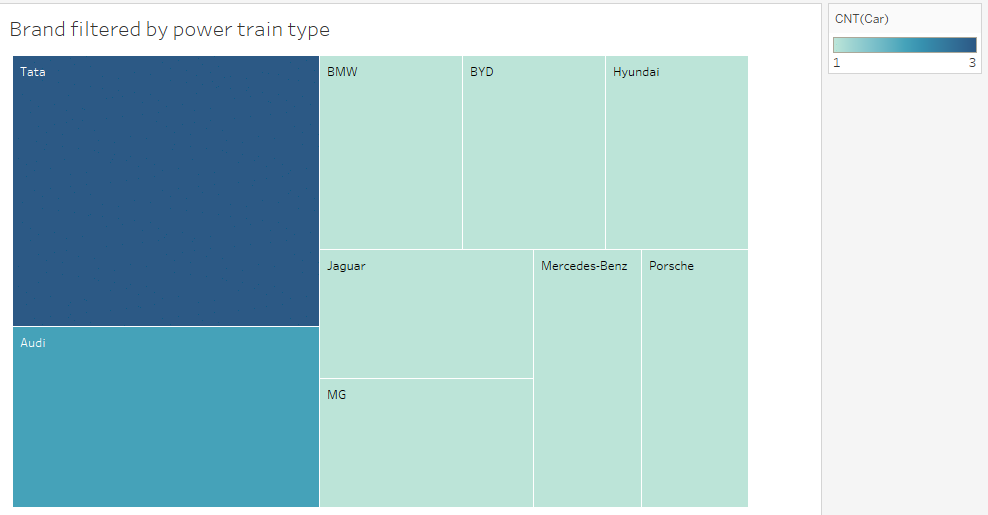 Brand filtered by power train type
CNT(Car)
1 3
Tata
BMW
BYD
Hyundai
Jaguar
Mercedes-Benz
Porsche
Audi
MG